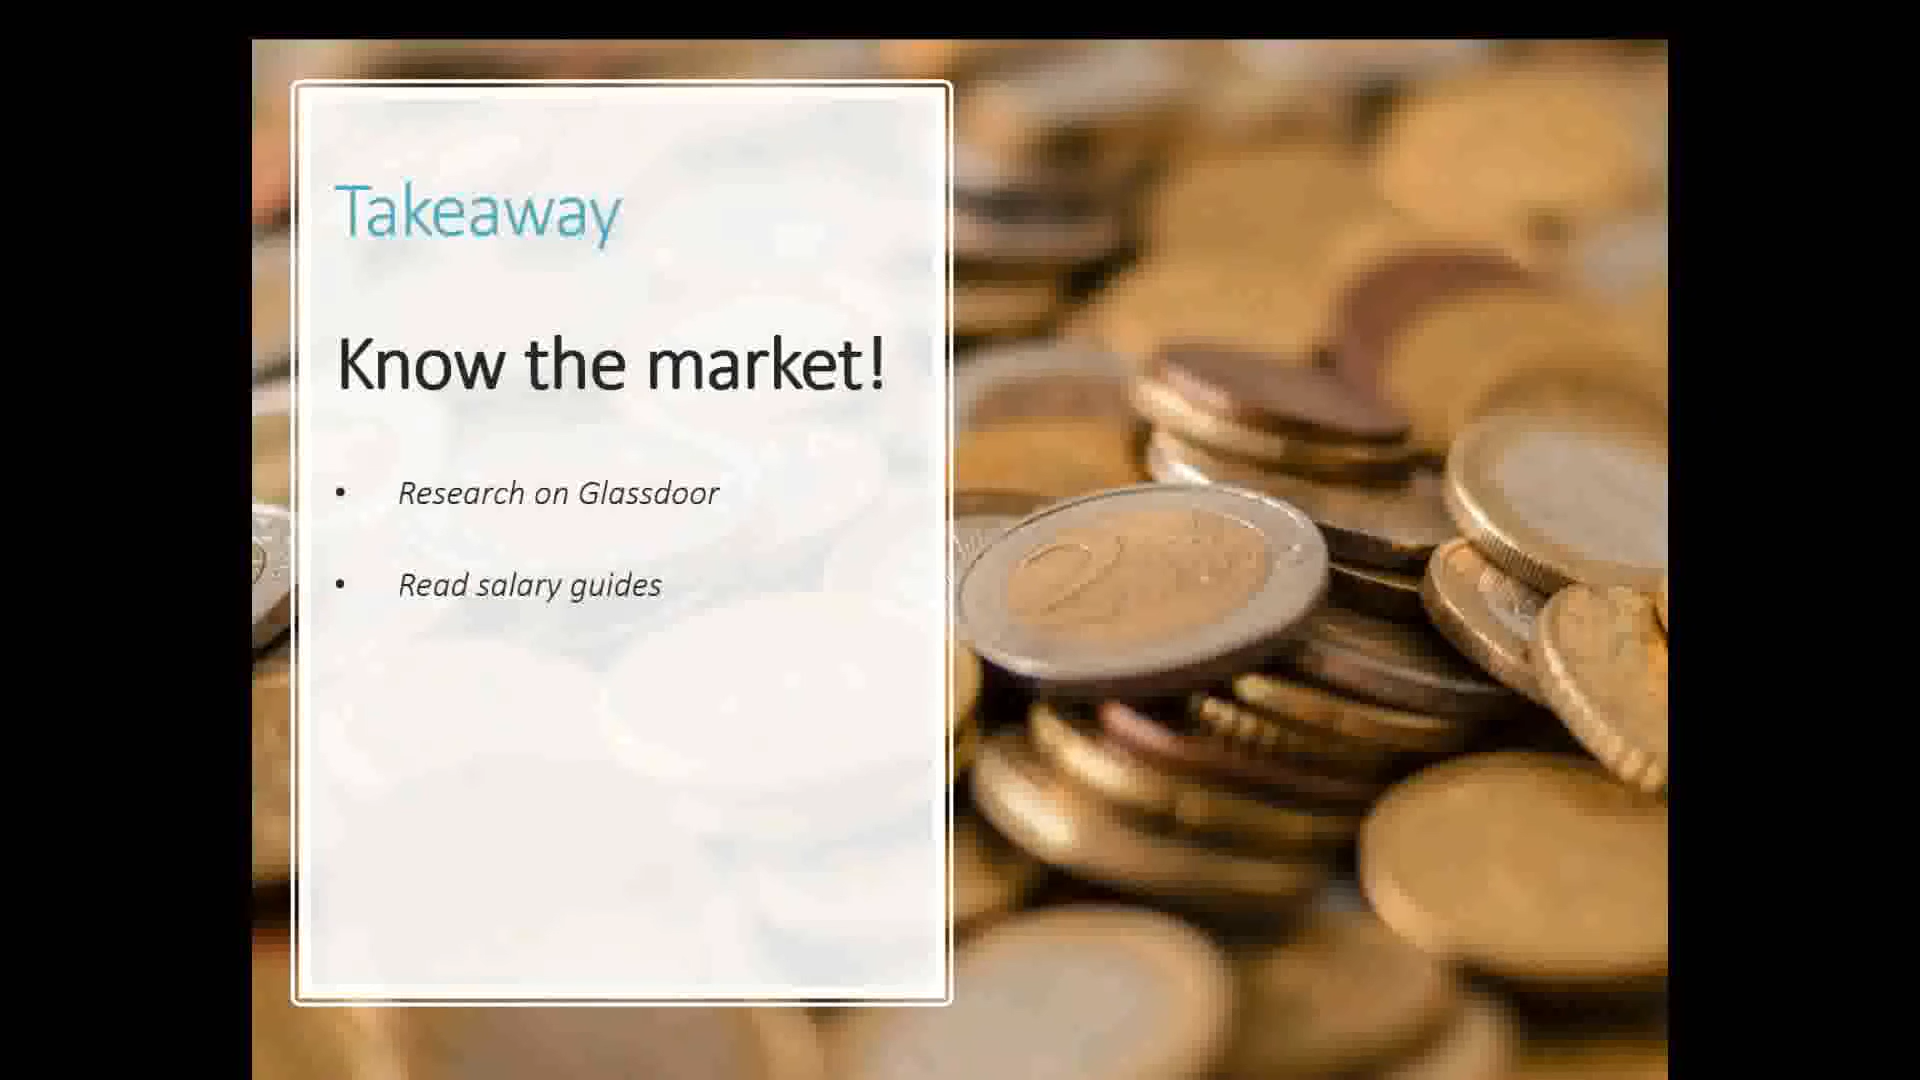 Takeaway
Know the market!
• Research on Glassdoor
• Read salary guides